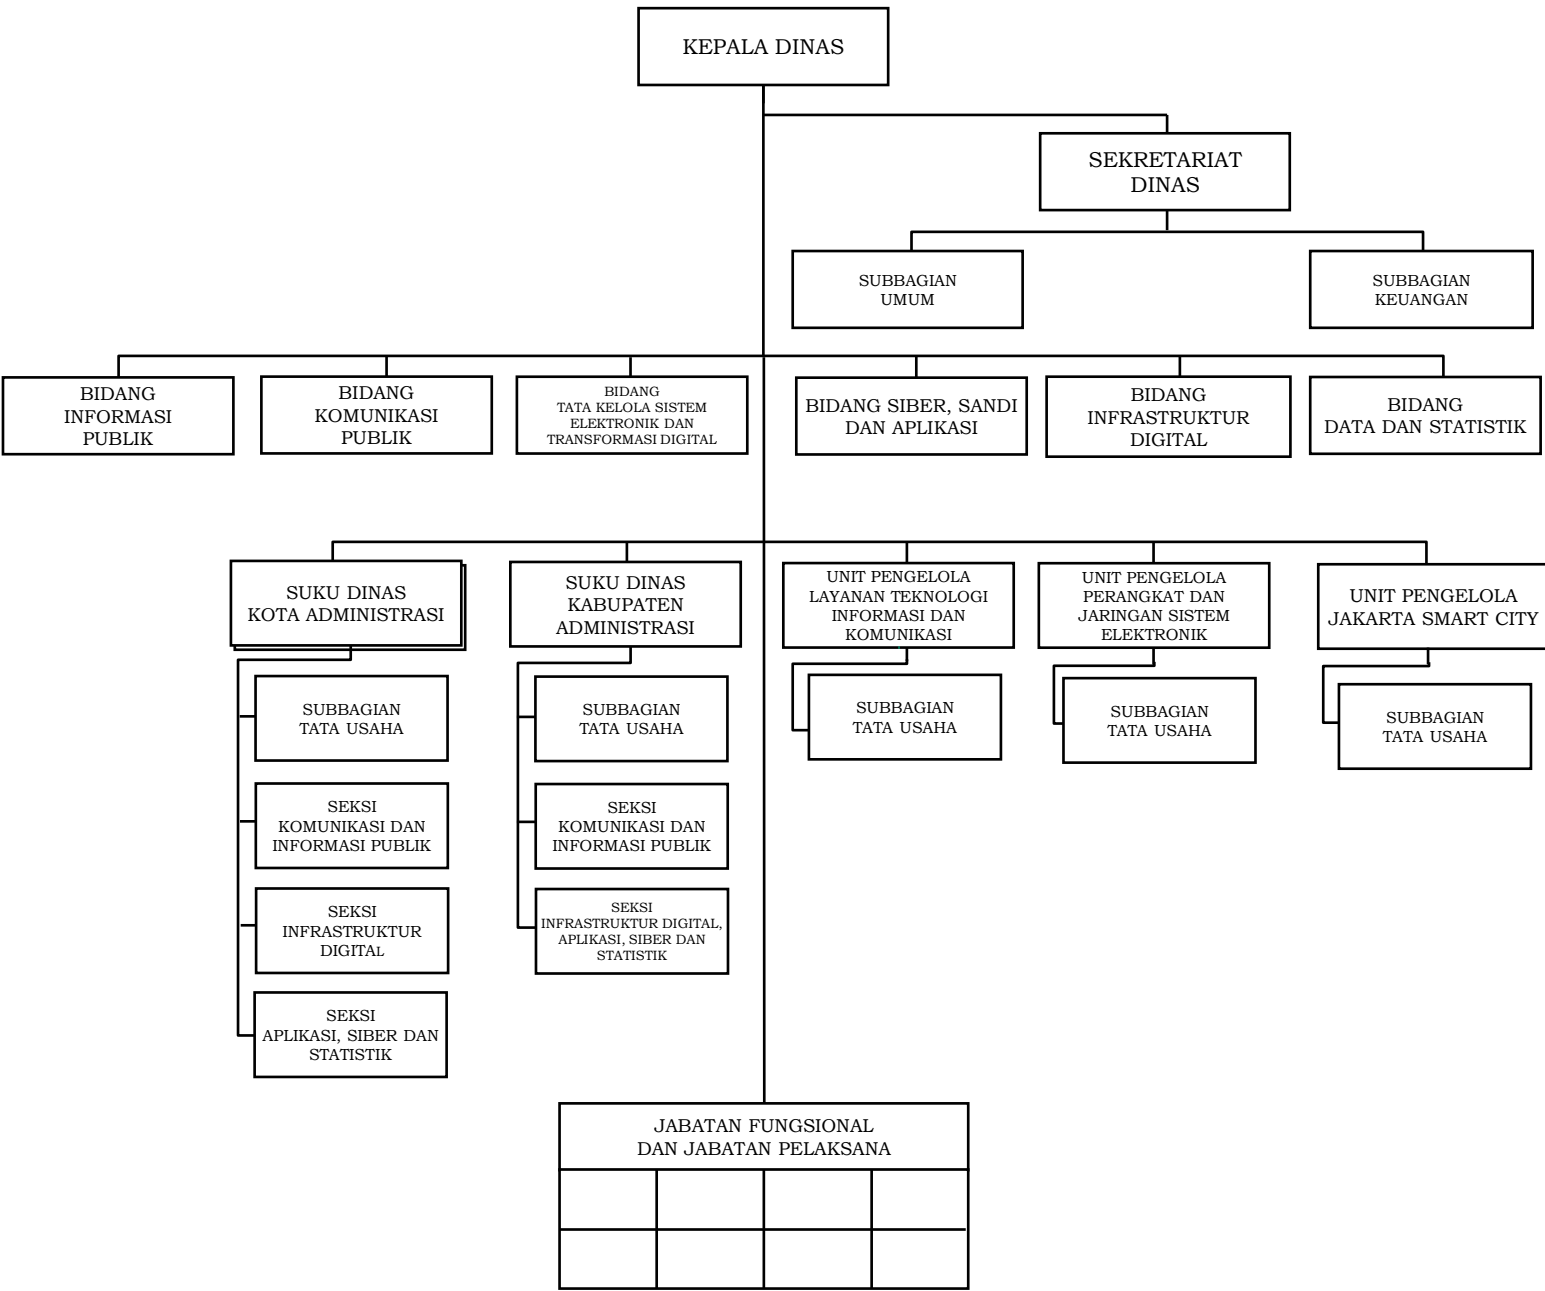 KEPALA DINAS
SEKRETARIAT
DINAS
SUBBAGIAN
UMUM
SUBBAGIAN
KEUANGAN
BIDANG
INFORMASI
PUBLIK
BIDANG
KOMUNIKASI
PUBLIK
BIDANG
TATA KELOLA SISTEM
ELEKTRONIK DAN
TRANSFORMASI DIGITAL
BIDANG SIBER, SANDI
DAN APLIKASI
BIDANG
INFRASTRUKTUR
DIGITAL
BIDANG
DATA DAN STATISTIK
SUKU DINAS
KOTA ADMINISTRASI
SUKU DINAS
KABUPATEN
ADMINISTRASI
UNIT PENGELOLA
LAYANAN TEKNOLOGI
INFORMASI DAN
KOMUNIKASI
UNIT PENGELOLA
PERANGKAT DAN
JARINGAN SISTEM
ELEKTRONIK
UNIT PENGELOLA
JAKARTA SMART CITY
SUBBAGIAN
TATA USAHA
SUBBAGIAN
TATA USAHA
SUBBAGIAN
TATA USAHA
SUBBAGIAN
TATA USAHA
SUBBAGIAN
TATA USAHA
SEKSI
KOMUNIKASI DAN
INFORMASI PUBLIK
SEKSI
KOMUNIKASI DAN
INFORMASI PUBLIK
SEKSI
INFRASTRUKTUR
DIGITAL
SEKSI
INFRASTRUKTUR DIGITAL,
APLIKASI, SIBER DAN
STATISTIK
SEKSI
APLIKASI, SIBER DAN
STATISTIK
JABATAN FUNGSIONAL
DAN JABATAN PELAKSANA